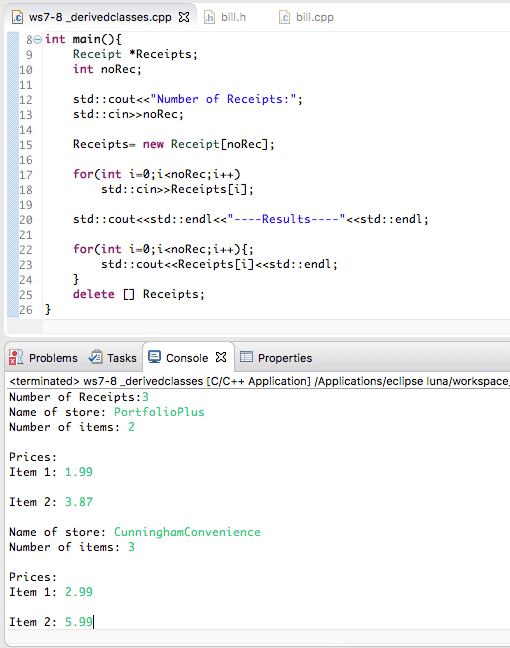 ws7-8 _derivedclasses.cpp bill.h bill.cpp
8 int main(){
9 Receipt *Receipts;
10 int noRec;
11
12 std::cout<<"Number of Receipts:";
13 std::cin>>noRec;
14
15 Receipts= new Receipt[noRec];
16
17 for(int i=0;i<noRec;i++)
18 std::cin>>Receipts[i];
19
20 std::cout<<std::endl<<"----Results----"<<std::endl;
21
22 for(int i=0;i<noRec;i++){;
23 std::cout<<Receipts[i]<<std::endl;
24 }
25 delete [] Receipts;
26 }
Problems Tasks Console Properties
<terminated> ws7-8 _derivedclasses [C/C++ Application] /Applications/eclipse luna/workspace_
Number of Receipts:3
Name of store: PortfolioPlus
Number of items: 2
Prices:
Item 1: 1.99
Item 2: 3.87
Name of store: CunninghamConvenience
Number of items: 3
Prices:
Item 1: 2.99
Item 2: 5.99